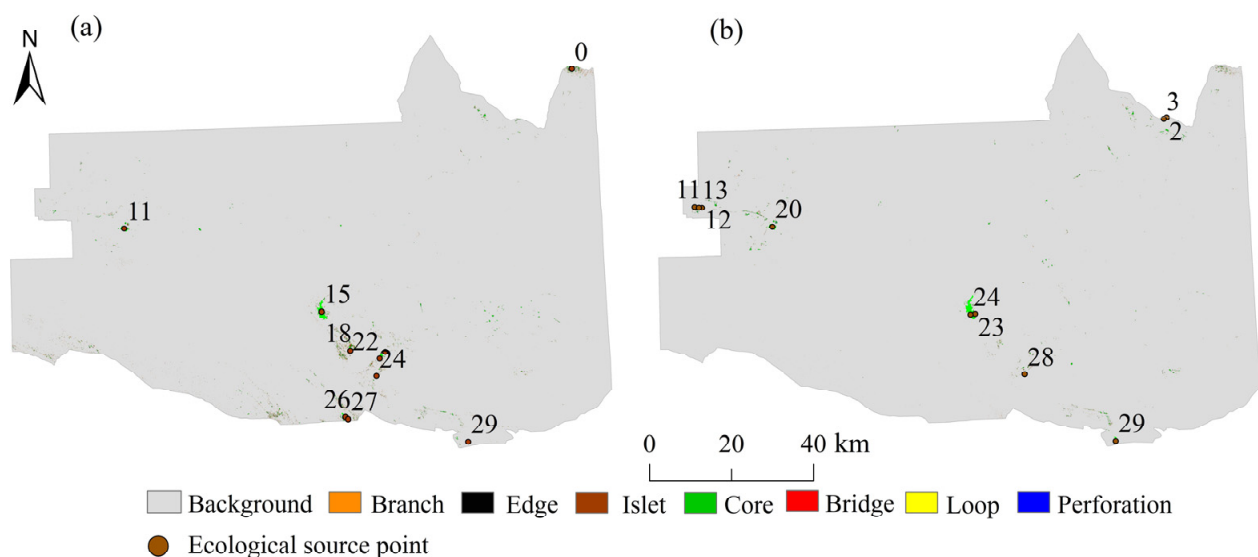 (a)
(b)
N
0
3
2
11
11 13
12
20
15
24
23
18
22
24
28
26 27
29
29
0 20 40 km
Background Branch Edge Islet Core Bridge Loop Perforation
Ecological source point